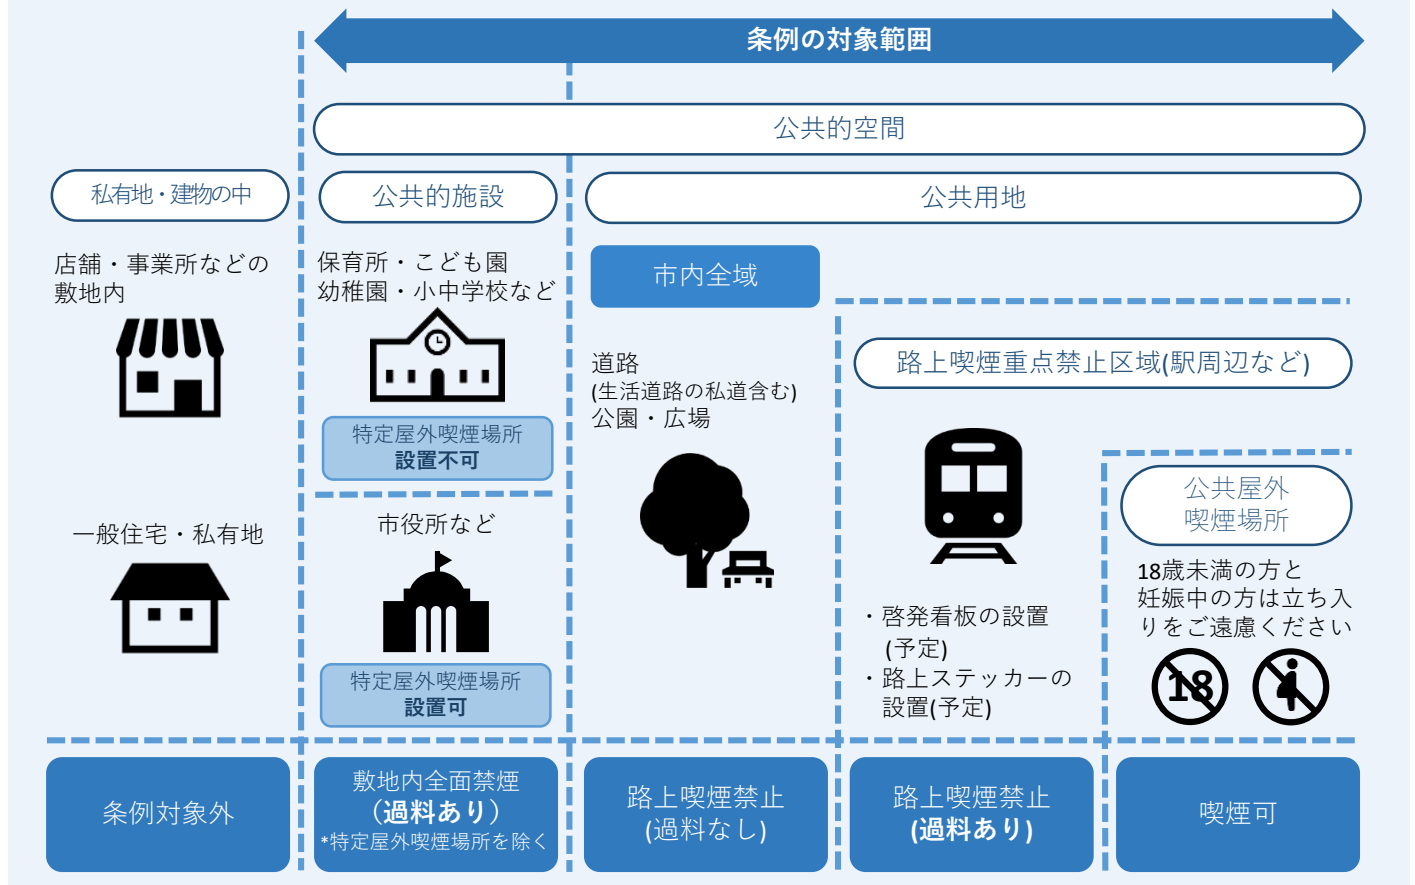 条例の対象範囲
公共的空間
私有地・建物の中
公共的施設
公共用地
店舗・事業所などの
敷地内
一般住宅・私有地
保育所・こども園
幼稚園・小中学校など
特定屋外喫煙場所
設置不可
市役所など
特定屋外喫煙場所
設置可
市内全域
道路
(生活道路の私道含む)
公園・広場
路上喫煙重点禁止区域(駅周辺など)
・啓発看板の設置
(予定)
・路上ステッカーの
設置(予定)
公共屋外
喫煙場所
18歳未満の方と
妊娠中の方は立ち入
りをご遠慮ください
18
条例対象外
敷地内全面禁煙
（過料あり）
*特定屋外喫煙場所を除く
路上喫煙禁止
(過料なし)
路上喫煙禁止
(過料あり)
喫煙可